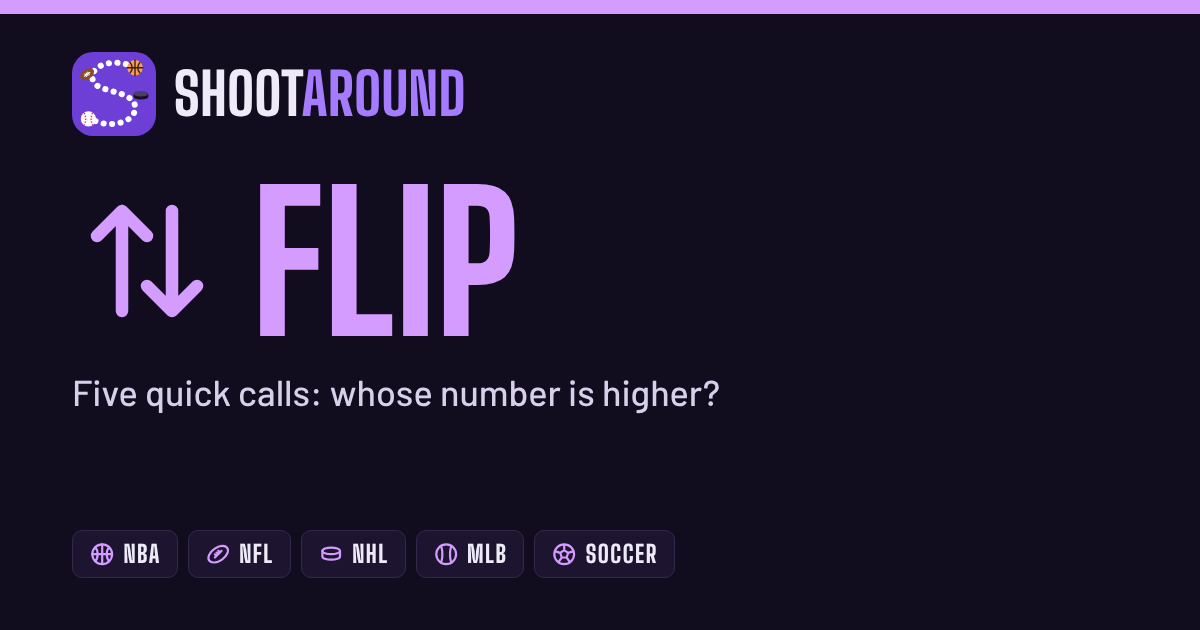 SHOOTAROUND
FLIP
Five quick calls: whose number is higher?
NBA NFL NHL MLB SOCCER